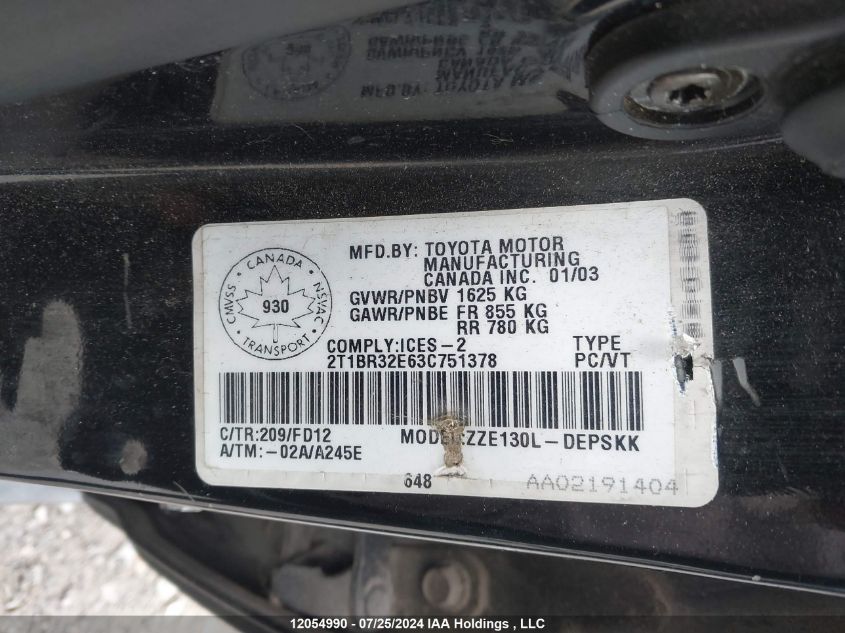 MFD.BY: TOYOTA MOTOR
MANUFACTURING
CANADA INC. 01/03
GVWR/PNBV 1625 KG
GAWR/PNBE FR 855 KG
RR 780 KG
CANADA
CMVSS
930
NSVAC
TRANSPORT
COMPLY:ICES-2 TYPE
2T1BR32E63C751378 PC/VT
C/TR:209/FD12 MODEL:ZZE130L-DEPSKK
A/TM:-02A/A245E
648 AA02191404
12054990 - 07/25/2024 IAA Holdings, LLC